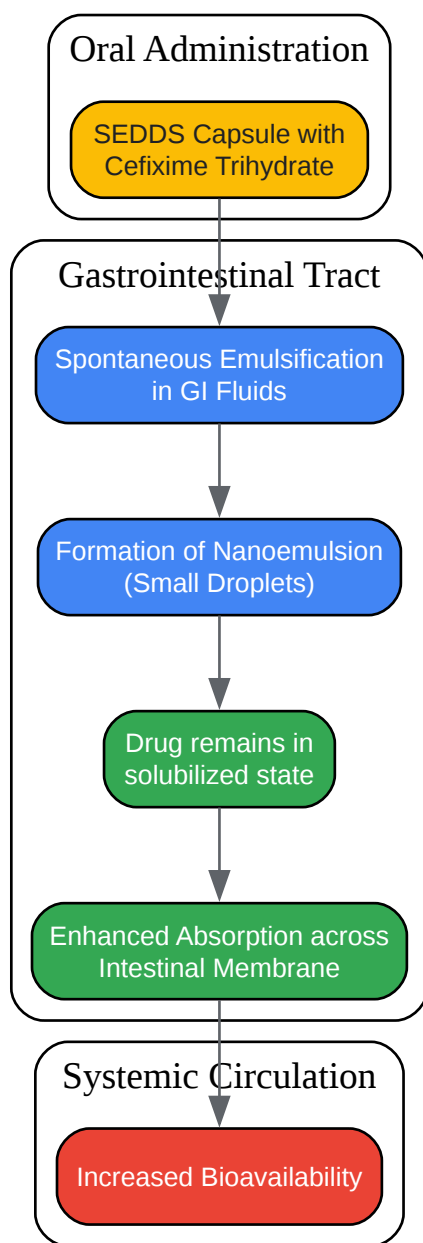 Oral Administration
SEDDS Capsule with
Cefixime Trihydrate
Gastrointestinal Tract
Spontaneous Emulsification
in GI Fluids
Formation of Nanoemulsion
(Small Droplets)
Drug remains in
solubilized state
Enhanced Absorption across
Intestinal Membrane
Systemic Circulation
Increased Bioavailability